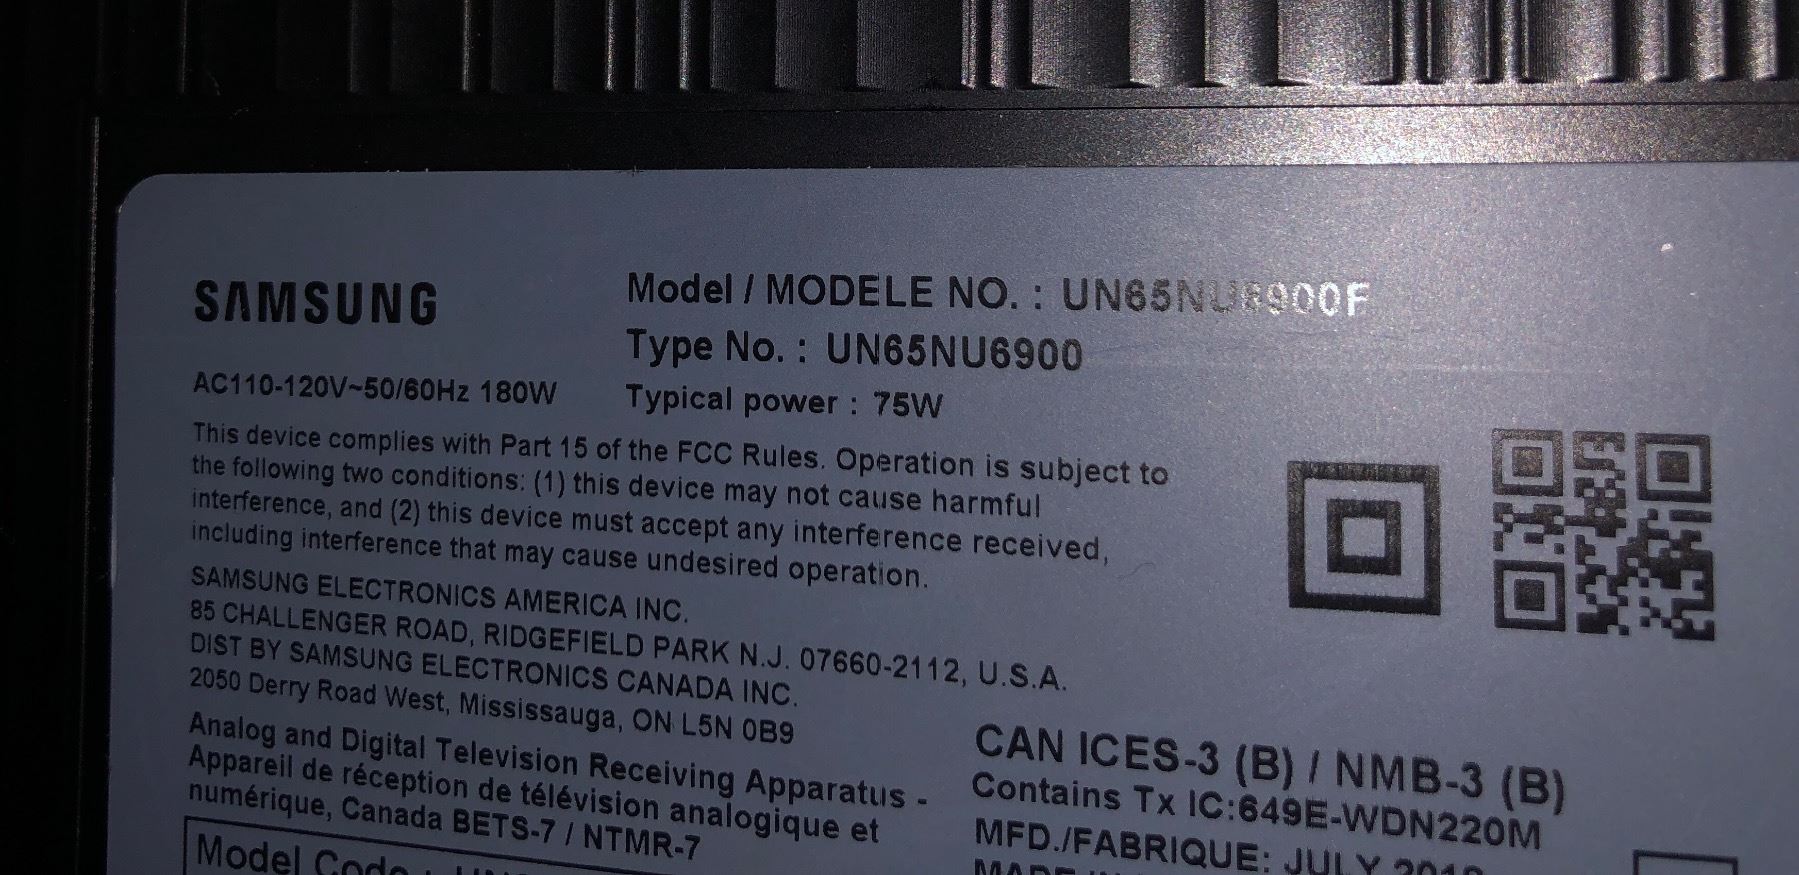 SAMSUNG
Model / MODELE NO. : UN65NU6900F
Type No. : UN65NU6900
AC110-120V~50/60Hz 180W
Typical power : 75W
This device complies with Part 15 of the FCC Rules. Operation is subject to
the following two conditions: (1) this device may not cause harmful
interference, and (2) this device must accept any interference received,
including interference that may cause undesired operation.
SAMSUNG ELECTRONICS AMERICA INC.
85 CHALLENGER ROAD, RIDGEFIELD PARK N.J. 07660-2112, U.S.A.
DIST BY SAMSUNG ELECTRONICS CANADA INC.
2050 Derry Road West, Mississauga, ON L5N 0B9
Analog and Digital Television Receiving Apparatus -
Appareil de réception de télévision analogique et
numérique, Canada BETS-7 / NTMR-7
CAN ICES-3 (B) / NMB-3 (B)
Contains Tx IC:649E-WDN220M
MFD./FABRIQUE: JULY
Model Code :